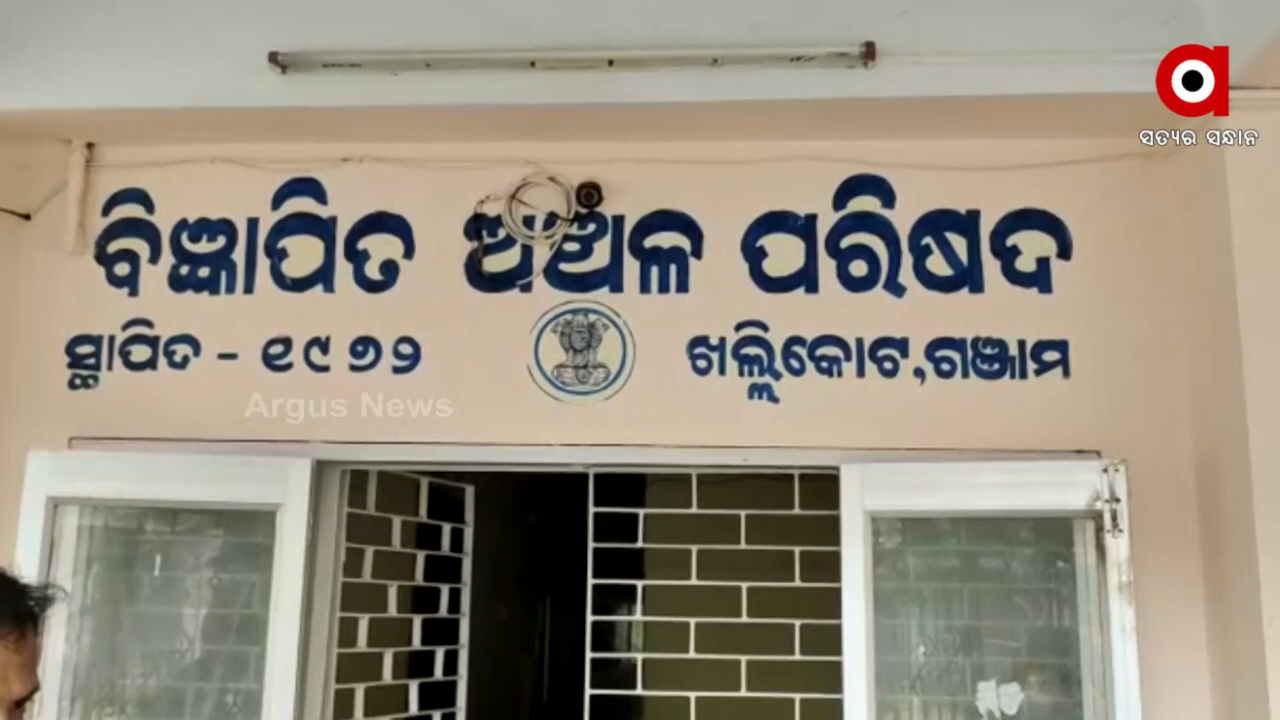 ସତ୍ୟର ସନ୍ଧାନ
ବିଜ୍ଞାପିତ ଅଞ୍ଚଳ ପରିଷଦ
ସ୍ଥାପିତ - ୧୯୭୨
ଖଲ୍ଲିକୋଟ,ଗଞ୍ଜାମ
Argus News